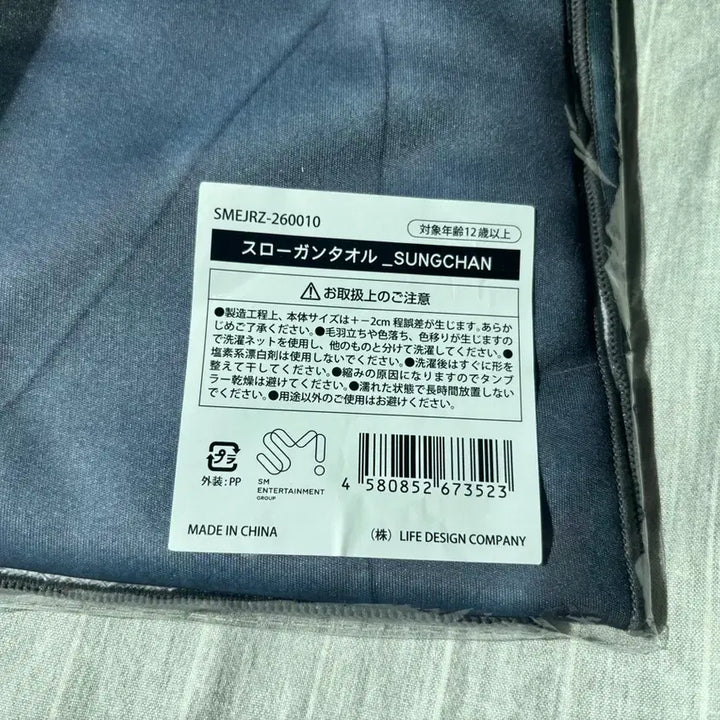 SMEJRZ-260010
対象年齢12歳以上
スローガンタオル _SUNGCHAN
⚠お取扱上のご注意
●製造工程上、本体サイズは＋－2cm 程誤差が生じます。あらか
じめご了承ください。●毛羽立ちや色落ち、色移りが生じますの
で洗濯ネットを使用し、他のものと分けて洗濯してください。●
塩素系漂白剤は使用しないでください。●洗濯後はすぐに形を
整えて干してください。●縮みの原因になりますのでタンブ
ラー乾燥は避けてください。●濡れた状態で長時間放置しない
でください。●用途以外のご使用はお避けください。
プラ
外装 : PP
SM
SM
ENTERTAINMENT
GROUP
4 580852 673523
MADE IN CHINA
（株） LIFE DESIGN COMPANY